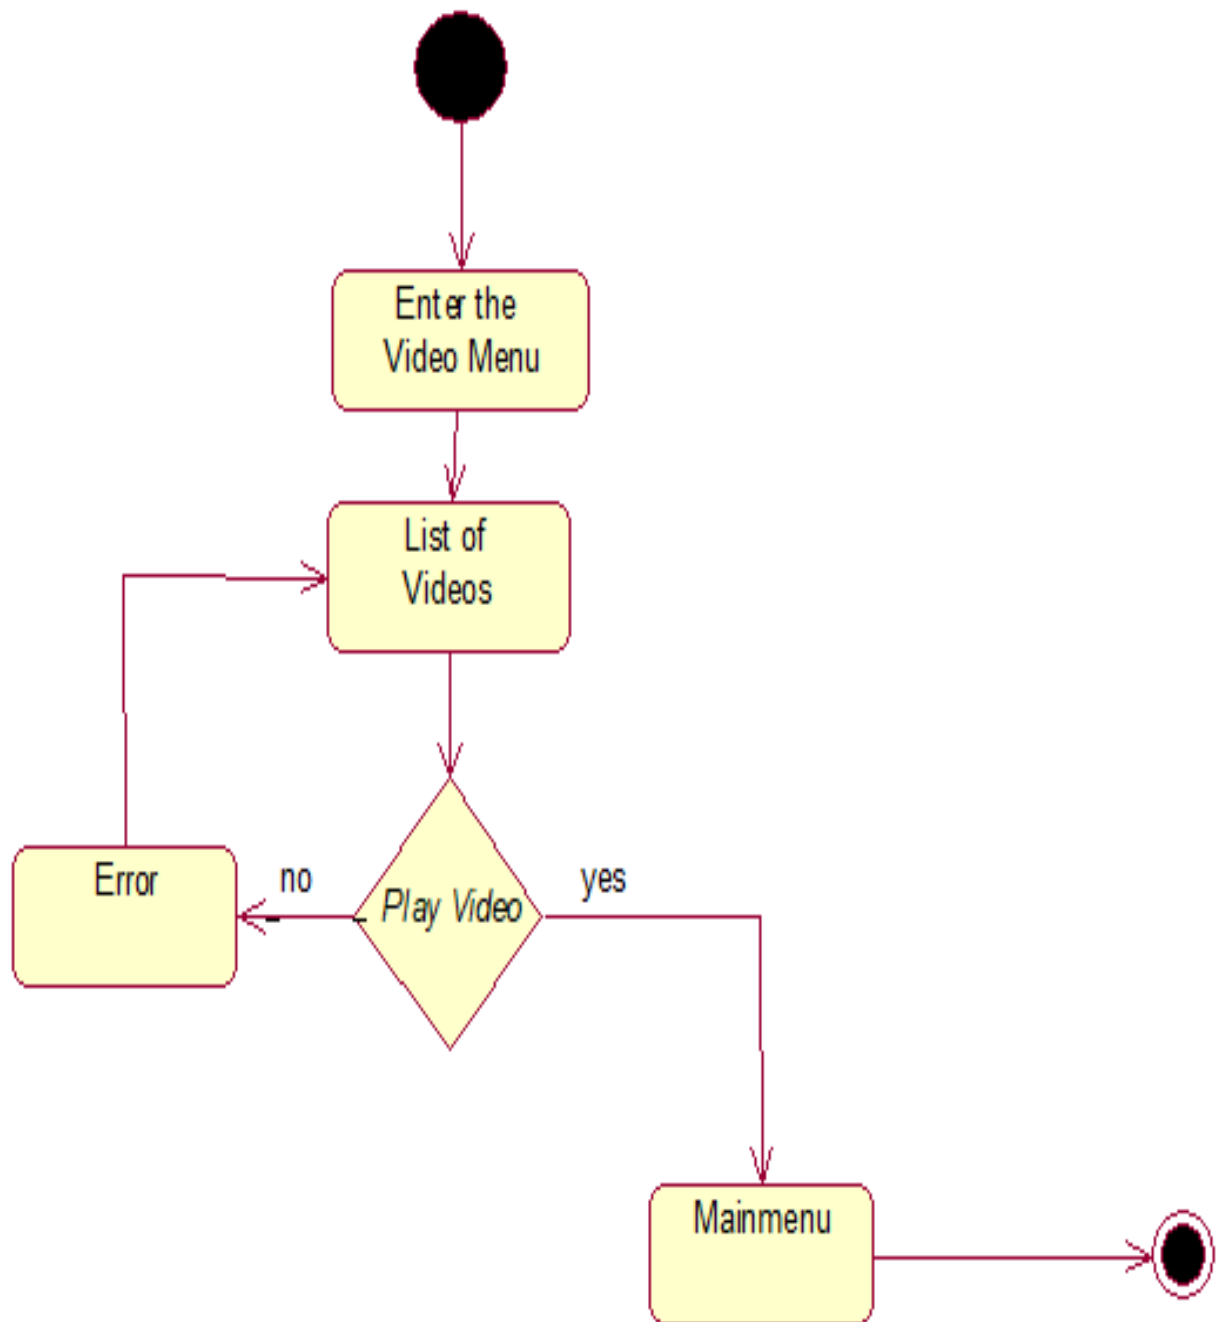 Enter the
Video Menu
List of
Videos
Error
no
Play Video
yes
Mainmenu